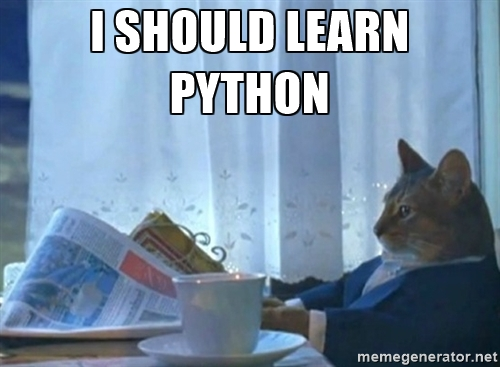 I SHOULD LEARN
PYTHON
memegenerator.net